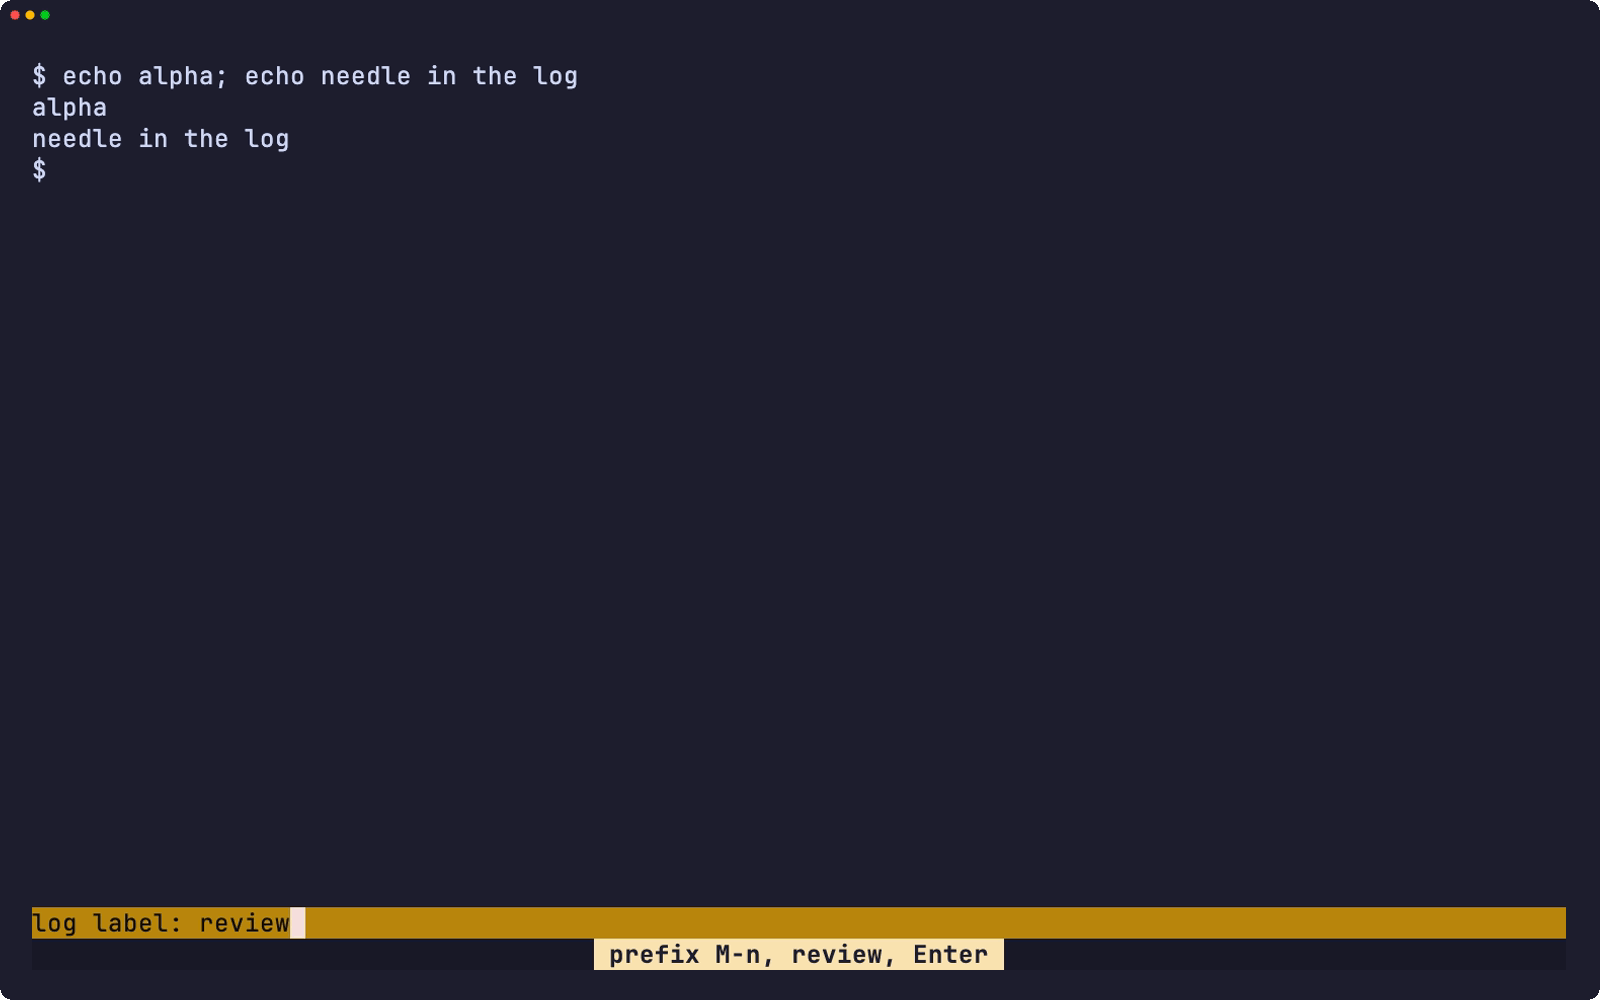 $ echo alpha; echo needle in the log
alpha
needle in the log
$
log label: review
prefix M-n, review, Enter